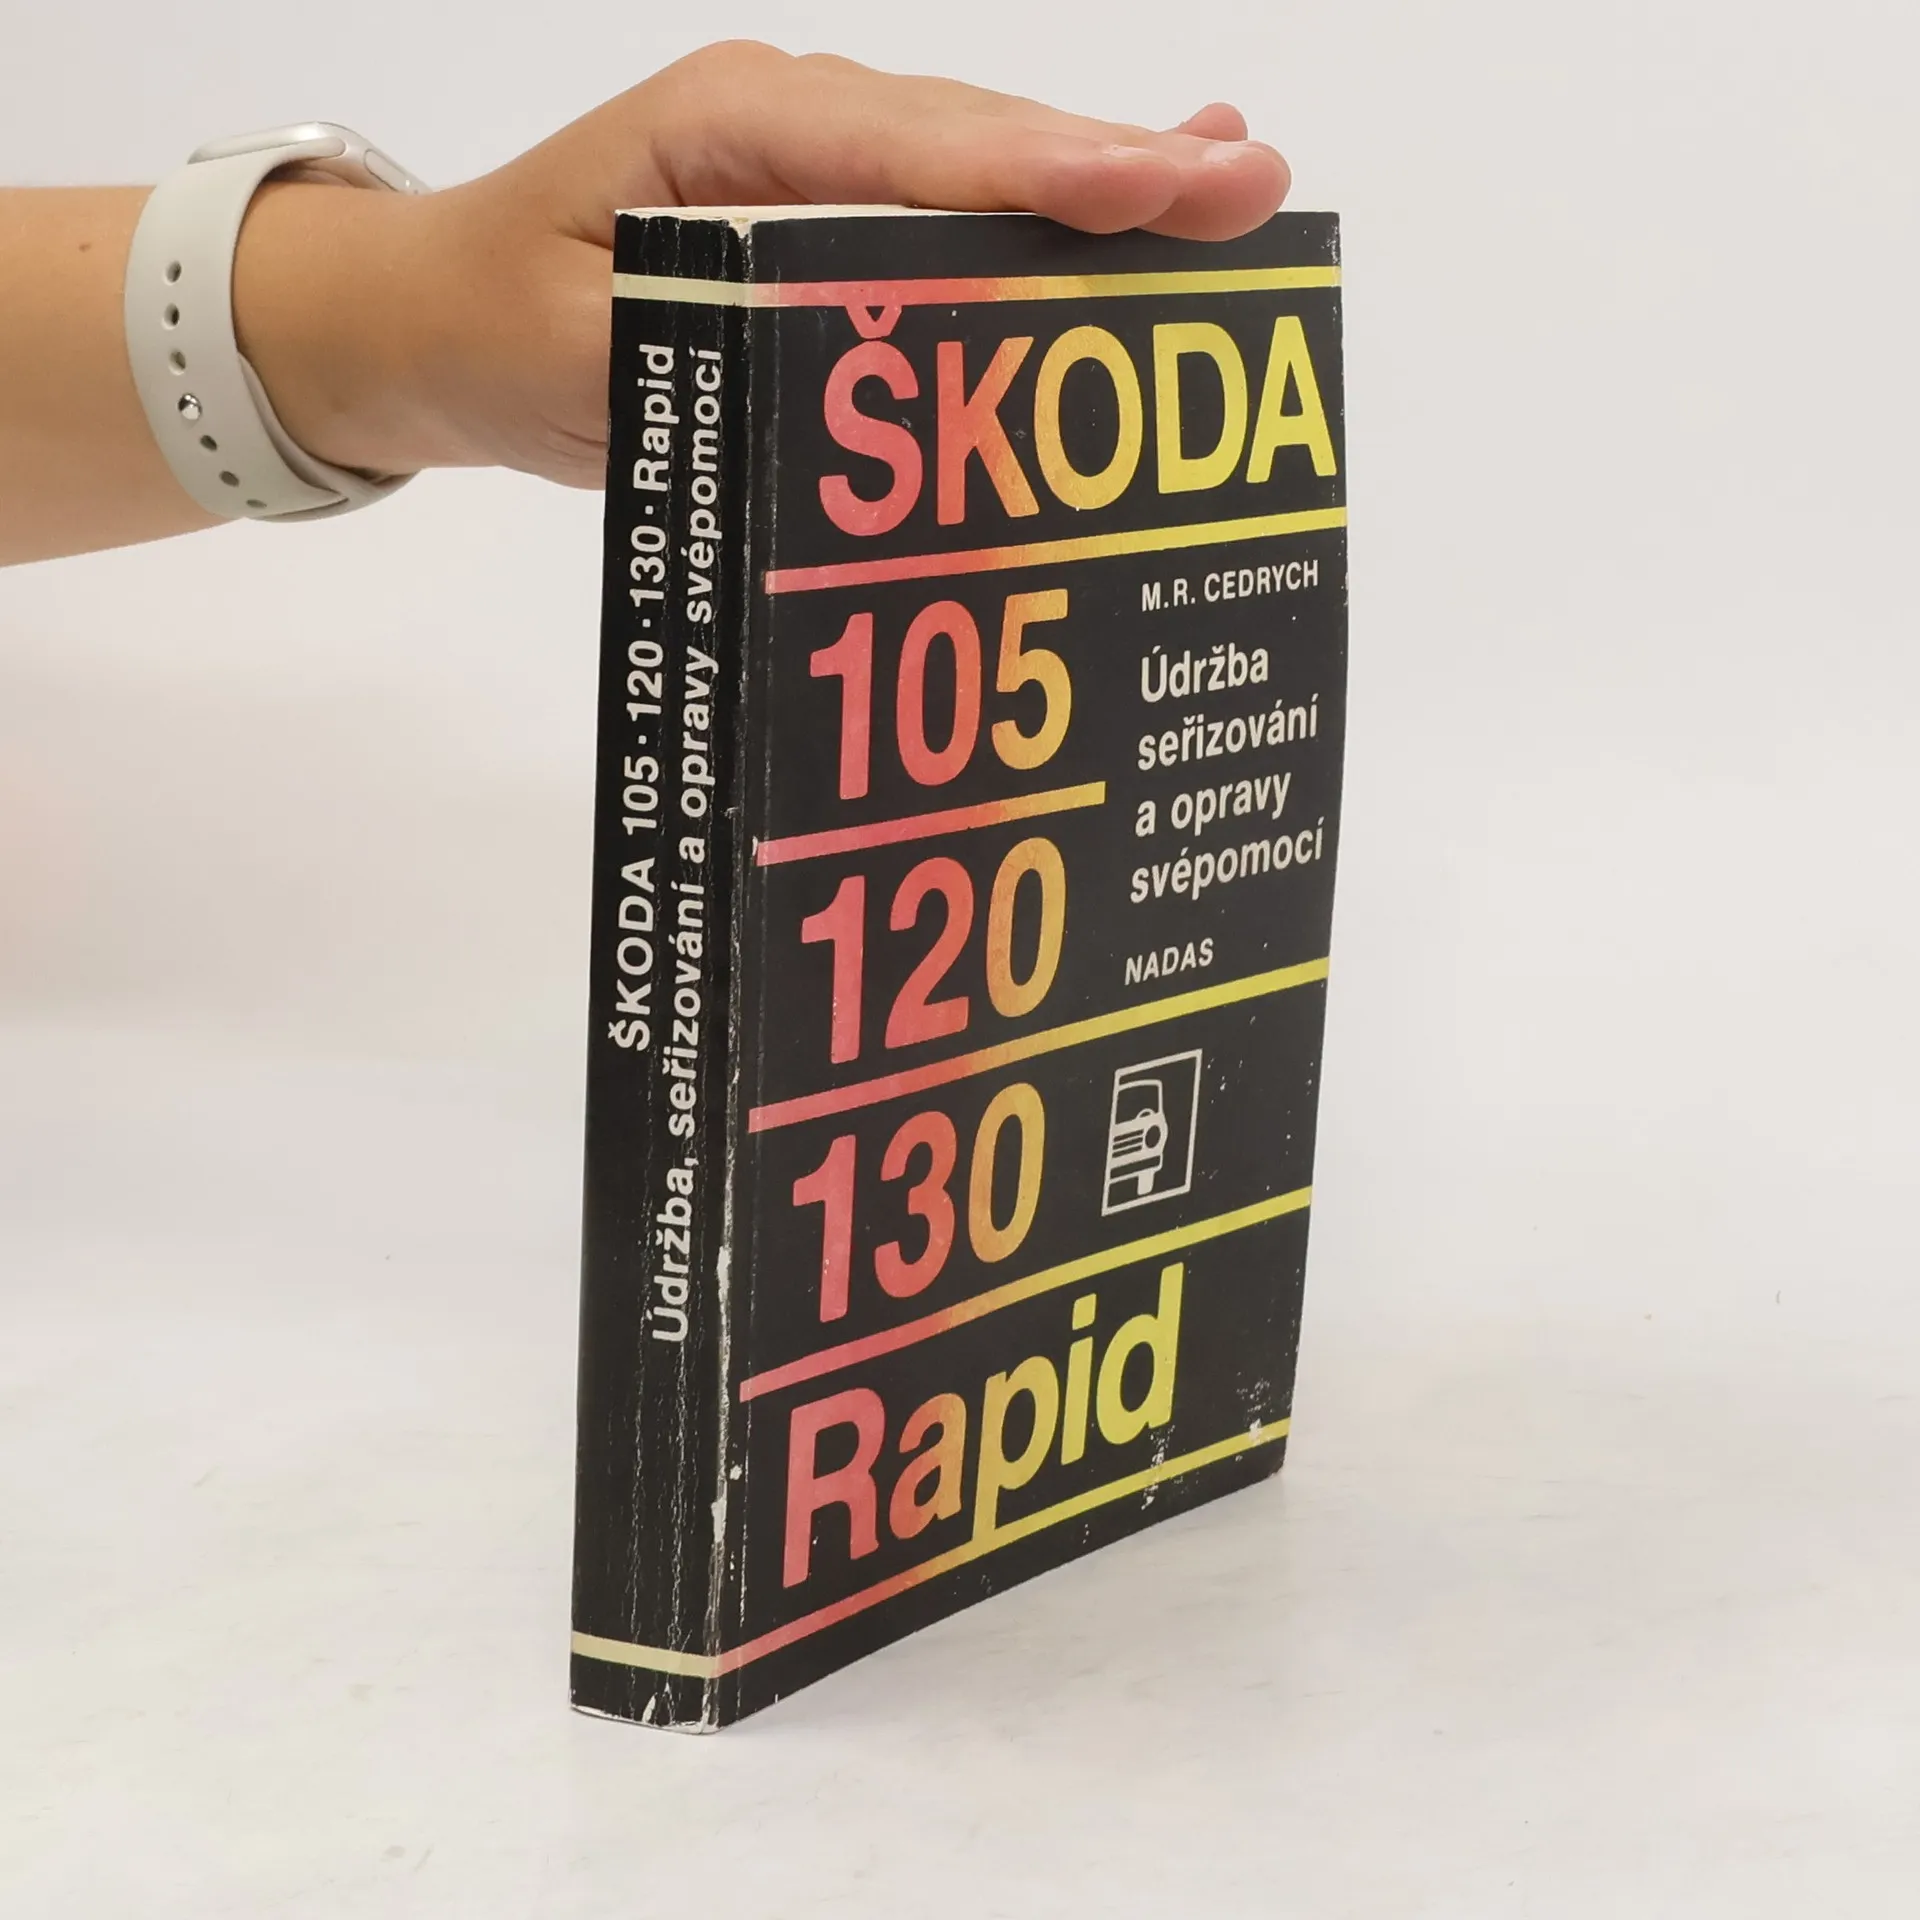 ŠKODA 105·120·130·Rapid
Údržba, seřizování a opravy svépomocí
ŠKODA
105
120
130
Rapid
M.R. CEDRYCH
Údržba
seřizování
a opravy
svépomocí
NADAS